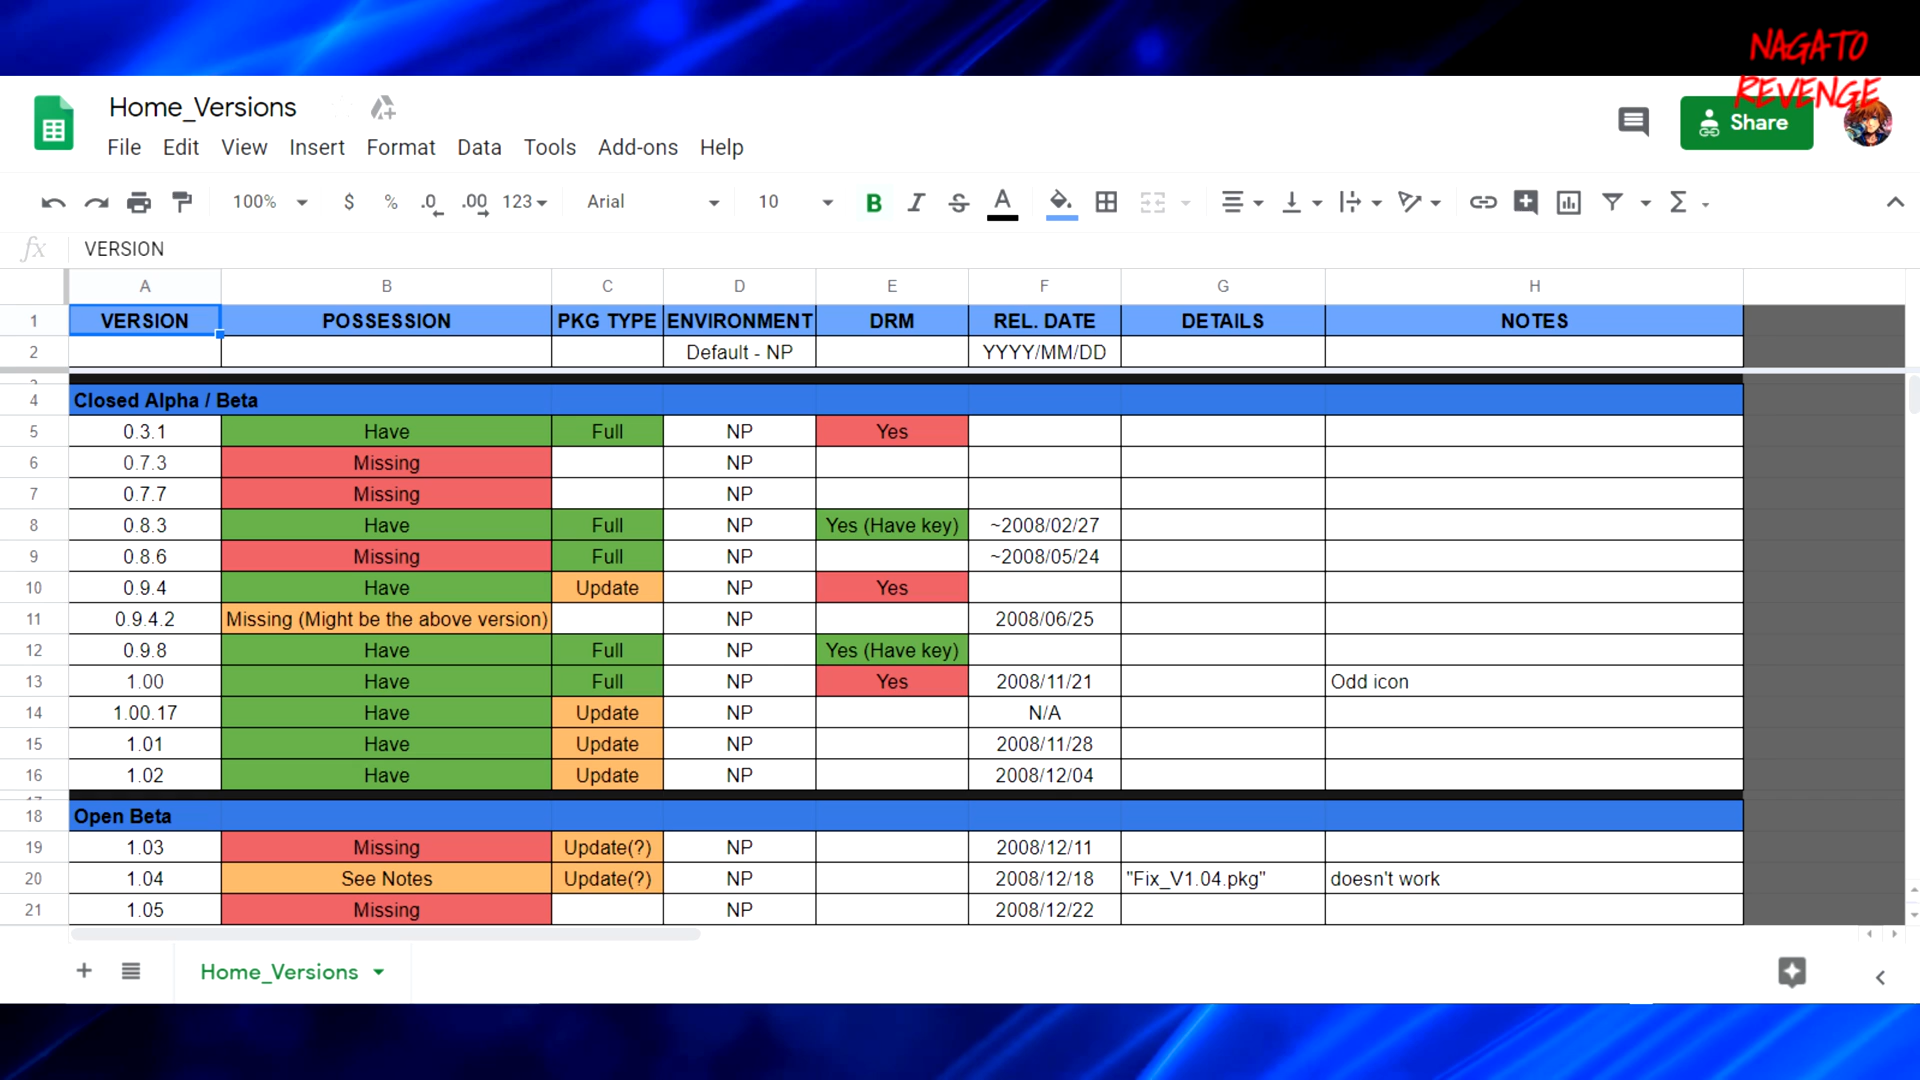 NAGATO
REVENGE
Home_Versions
Share
File Edit View Insert Format Data Tools Add-ons Help
100% $ % .0 .00 123 Arial 10 B I S A Σ
fx VERSION
A B C D E F G H
1 VERSION POSSESSION PKG TYPE ENVIRONMENT DRM REL. DATE DETAILS NOTES
2 Default - NP YYYY/MM/DD
4 Closed Alpha / Beta
5 0.3.1 Have Full NP Yes
6 0.7.3 Missing NP
7 0.7.7 Missing NP
8 0.8.3 Have Full NP Yes (Have key) ~2008/02/27
9 0.8.6 Missing Full NP ~2008/05/24
10 0.9.4 Have Update NP Yes
11 0.9.4.2 Missing (Might be the above version) NP 2008/06/25
12 0.9.8 Have Full NP Yes (Have key)
13 1.00 Have Full NP Yes 2008/11/21 Odd icon
14 1.00.17 Have Update NP N/A
15 1.01 Have Update NP 2008/11/28
16 1.02 Have Update NP 2008/12/04
18 Open Beta
19 1.03 Missing Update(?) NP 2008/12/11
20 1.04 See Notes Update(?) NP 2008/12/18 "Fix_V1.04.pkg" doesn't work
21 1.05 Missing NP 2008/12/22
Home_Versions